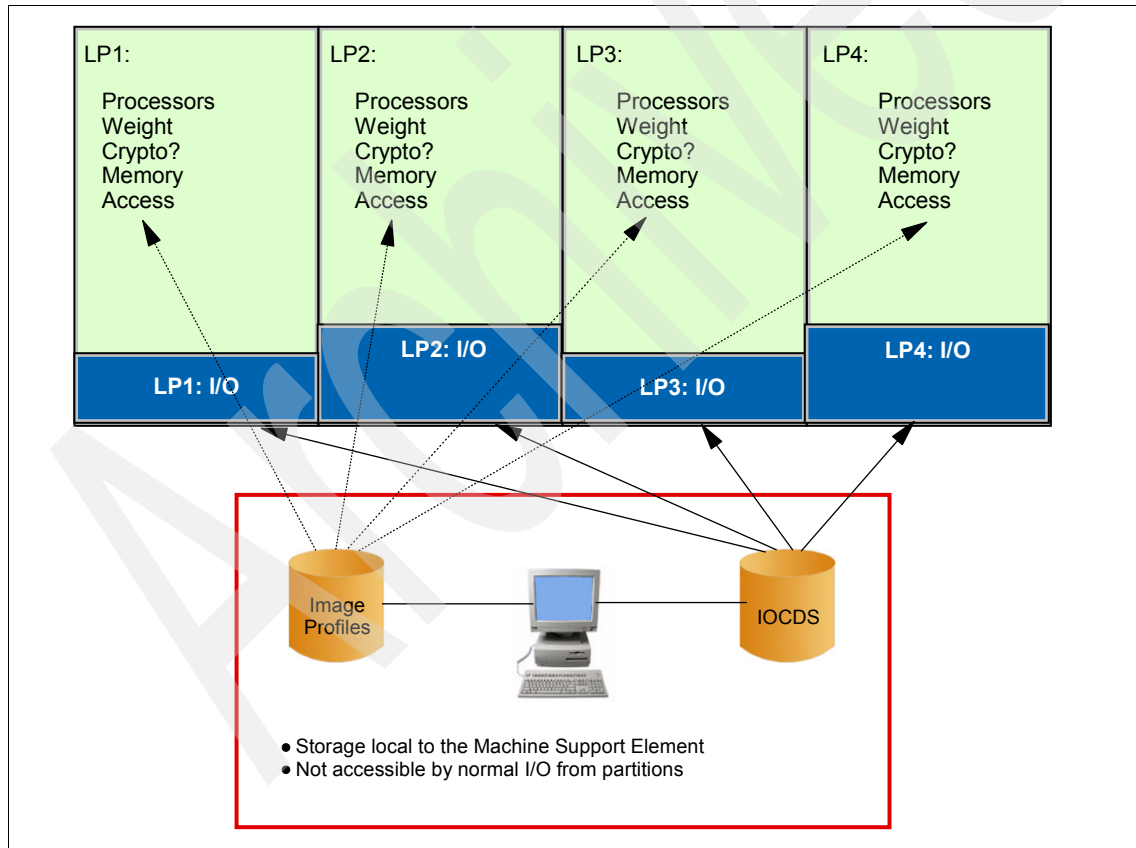 LP1:
Processors
Weight
Crypto?
Memory
Access
LP2:
Processors
Weight
Crypto?
Memory
Access
LP3:
Processors
Weight
Crypto?
Memory
Access
LP4:
Processors
Weight
Crypto?
Memory
Access
LP1: I/O
LP2: I/O
LP3: I/O
LP4: I/O
Image
Profiles
IOCDS
● Storage local to the Machine Support Element
● Not accessible by normal I/O from partitions